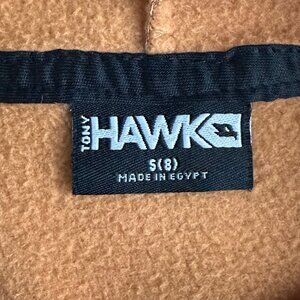 TONY HAWK
S(8)
MADE IN EGYPT